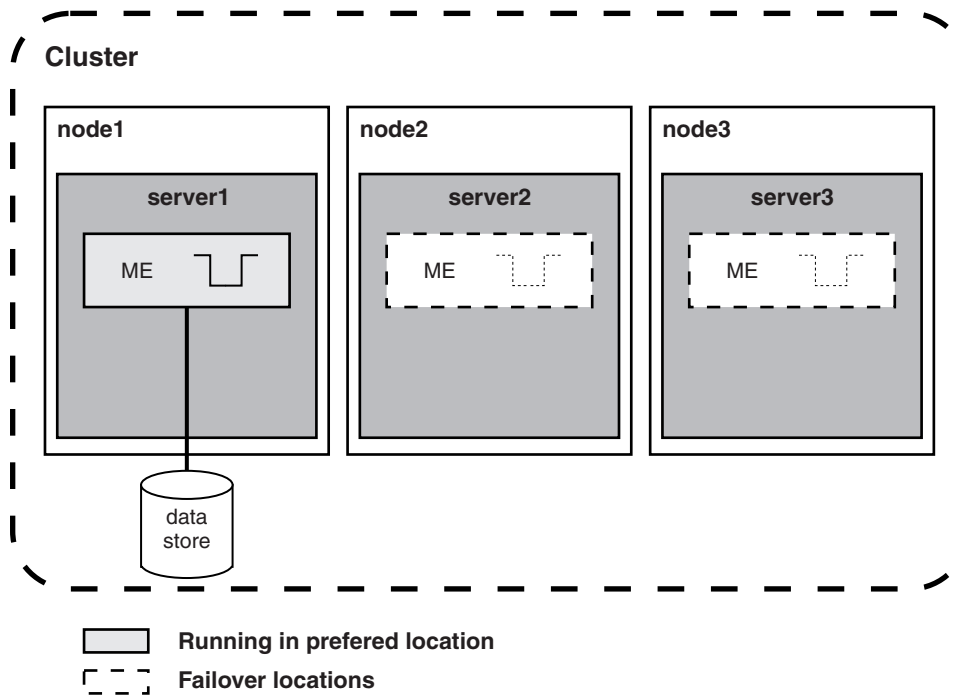 Cluster
node1
node2
node3
server1
server2
server3
ME
ME
ME
data
store
Running in prefered location
Failover locations